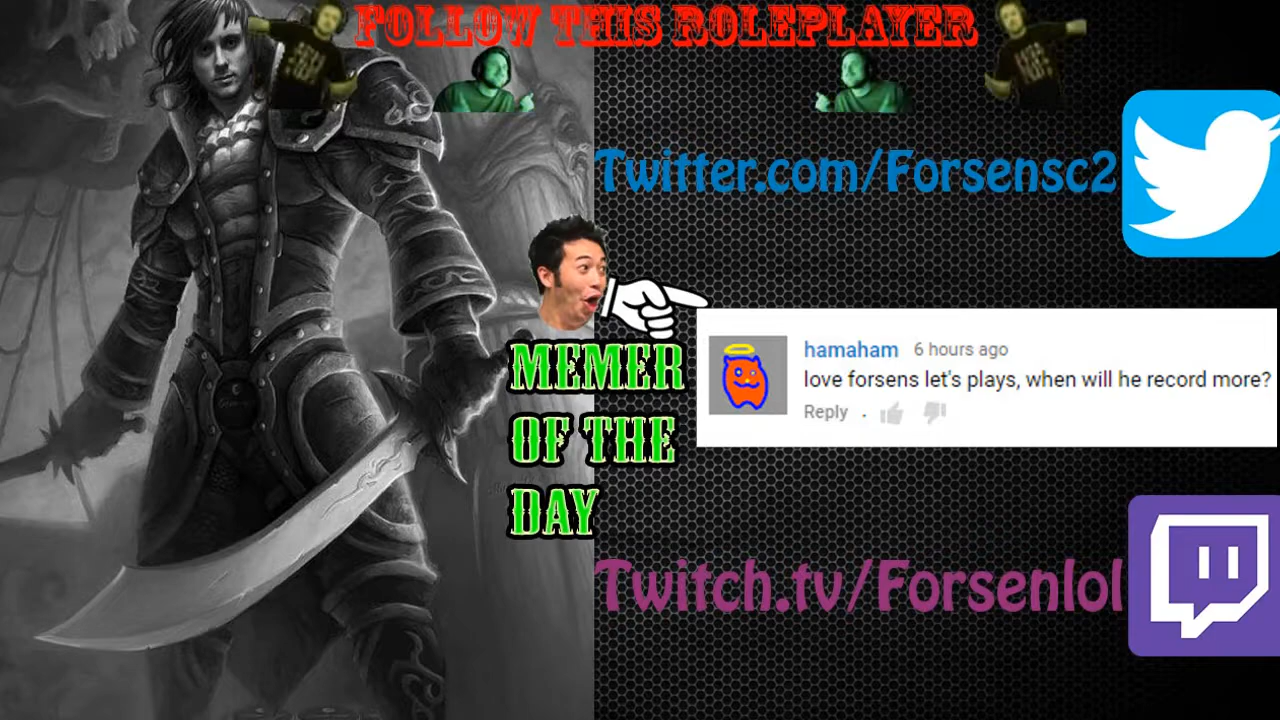 FOLLOW THIS ROLEPLAYER
Twitter.com/Forsensc2
hamaham 6 hours ago
love forsens let's plays, when will he record more?
Reply
MEMER
OF THE
DAY
Twitch.tv/Forsenlol